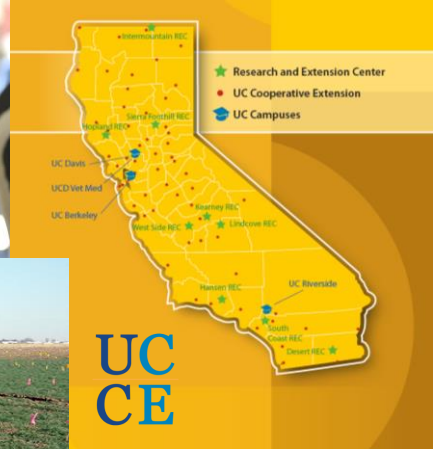 Intermountain REC
Research and Extension Center
UC Cooperative Extension
UC Campuses
Sierra Foothill REC
Hopland REC
UC Davis
UCD Vet Med
UC Berkeley
Kearney REC
West Side REC
Lindcove REC
Hansen REC
UC Riverside
South
Coast REC
Desert REC
UC
CE